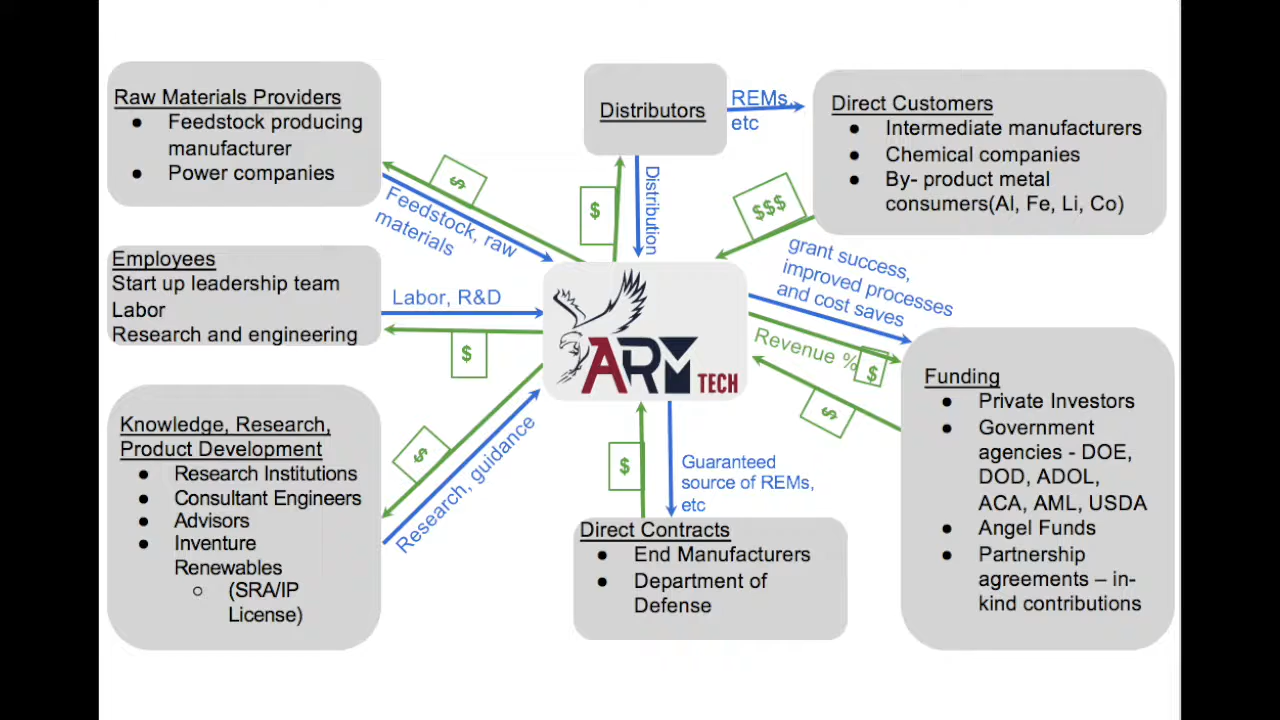 Raw Materials Providers
● Feedstock producing
manufacturer
● Power companies
Employees
Start up leadership team
Labor
Research and engineering
Knowledge, Research,
Product Development
● Research Institutions
● Consultant Engineers
● Advisors
● Inventure
Renewables
○ (SRA/IP
License)
$
Feedstock, raw
materials
Labor, R&D
$
$
Research, guidance
Distributors
REMs,
etc
$
Distribution
ARM TECH
$
Guaranteed
source of REMs,
etc
Direct Contracts
● End Manufacturers
● Department of
Defense
Direct Customers
● Intermediate manufacturers
● Chemical companies
● By- product metal
consumers(Al, Fe, Li, Co)
$$$
grant success,
improved processes
and cost saves
Revenue % $
$
Funding
● Private Investors
● Government
agencies - DOE,
DOD, ADOL,
ACA, AML, USDA
● Angel Funds
● Partnership
agreements – in-
kind contributions